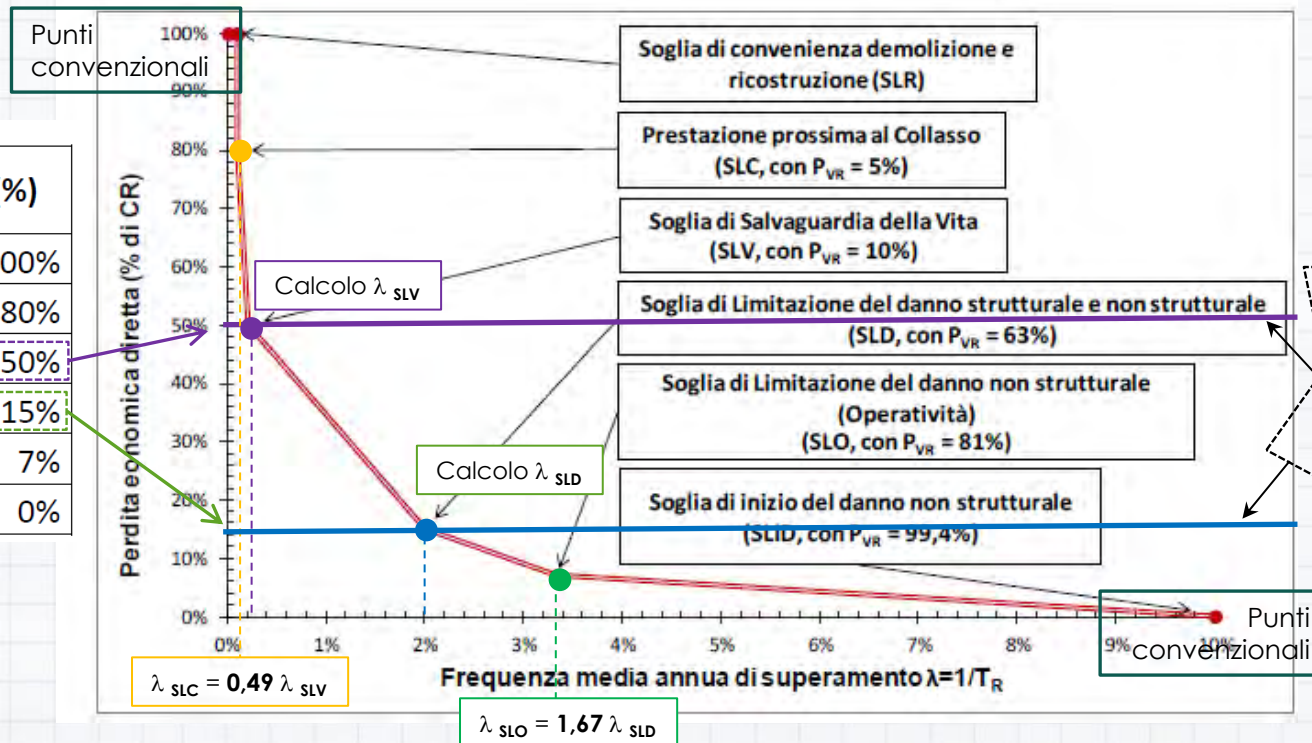 Punti
convenzionali
%)
00%
80%
50%
15%
7%
0%
Perdita economica diretta (% di CR)
100%
90%
80%
70%
60%
50%
40%
30%
20%
10%
0%
Soglia di convenienza demolizione e
ricostruzione (SLR)
Prestazione prossima al Collasso
(SLC, con PVR = 5%)
Soglia di Salvaguardia della Vita
(SLV, con PVR = 10%)
Calcolo λ SLV
Soglia di Limitazione del danno strutturale e non strutturale
(SLD, con PVR = 63%)
Soglia di Limitazione del danno non strutturale
(Operatività)
(SLO, con PVR = 81%)
Calcolo λ SLD
Soglia di inizio del danno non strutturale
(SLID, con PVR = 99,4%)
Punti
convenzionali
0% 1% 2% 3% 4% 5% 6% 7% 8% 9% 10%
Frequenza media annua di superamento λ=1/TR
λ SLC = 0,49 λ SLV
λ SLO = 1,67 λ SLD